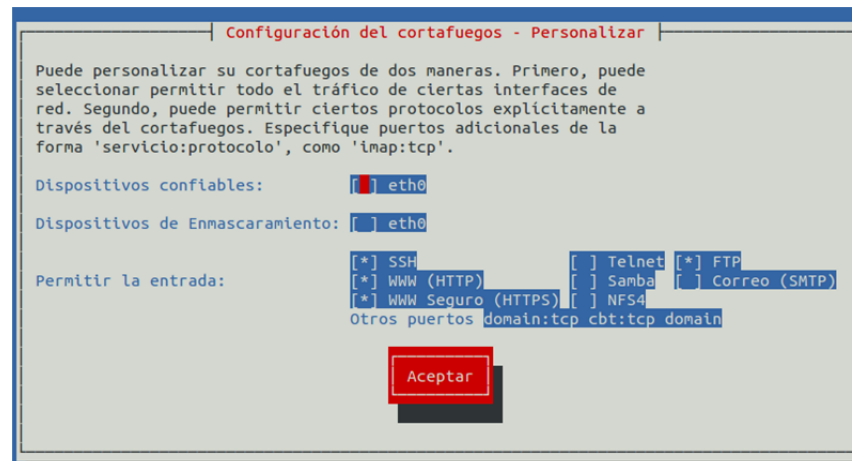 Configuración del cortafuegos - Personalizar
Puede personalizar su cortafuegos de dos maneras. Primero, puede
seleccionar permitir todo el tráfico de ciertas interfaces de
red. Segundo, puede permitir ciertos protocolos explícitamente a
través del cortafuegos. Especifique puertos adicionales de la
forma 'servicio:protocolo', como 'imap:tcp'.
Dispositivos confiables: [ ] eth0
Dispositivos de Enmascaramiento: [ ] eth0
[*] SSH [ ] Telnet [*] FTP
Permitir la entrada: [*] WWW (HTTP) [ ] Samba [ ] Correo (SMTP)
[*] WWW Seguro (HTTPS) [ ] NFS4
Otros puertos domain:tcp cbt:tcp domain
Aceptar